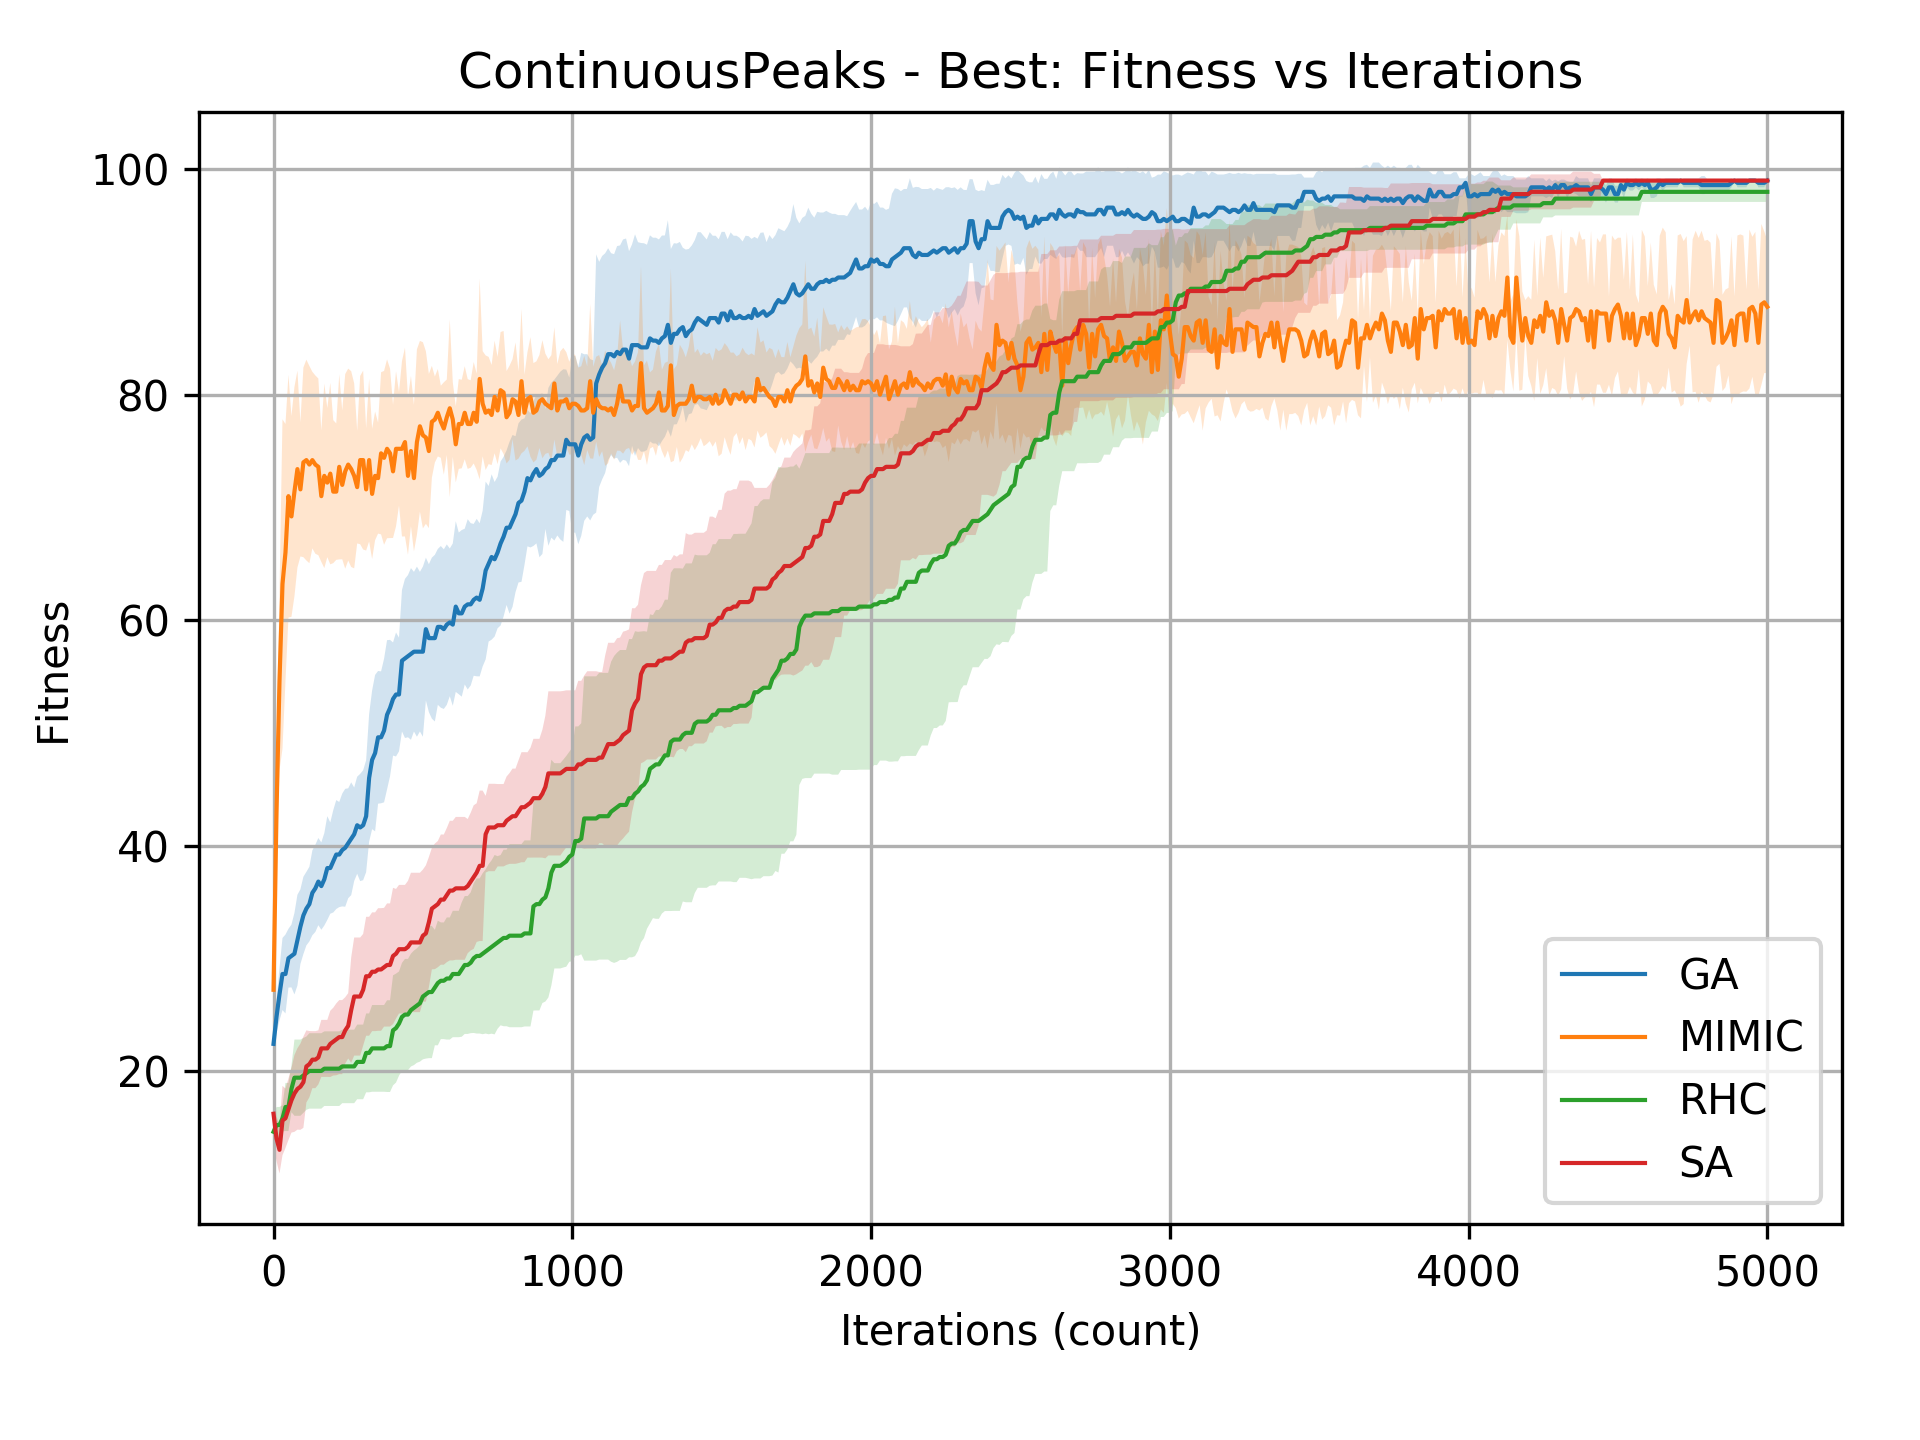 ContinuousPeaks - Best: Fitness vs Iterations
100
80
60
40
20
Fitness
0
1000
2000
3000
4000
5000
Iterations (count)
GA
MIMIC
RHC
SA